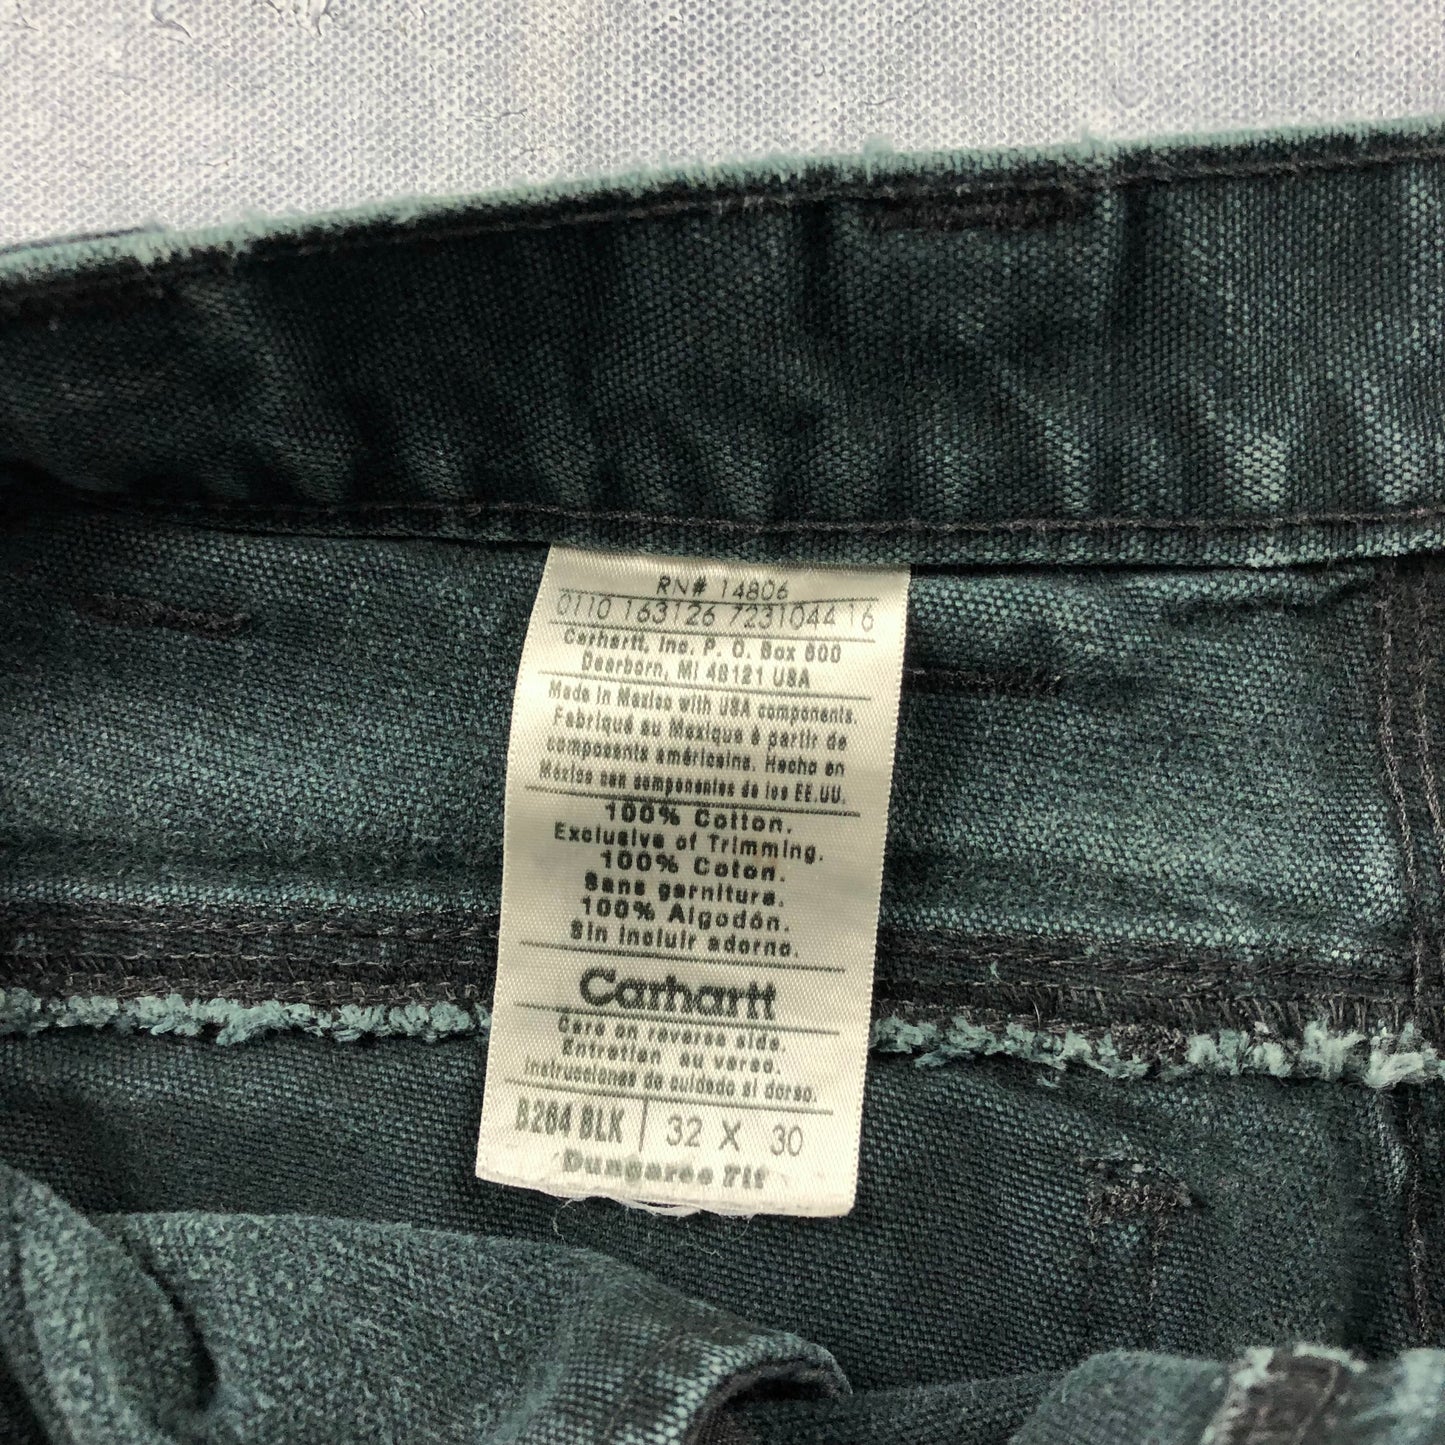 RN# 14806
0110 163126 7231044 16
Carhartt, Inc. P. O. Box 600
Dearborn, MI 48121 USA
Made in Mexico with USA components.
Fabriqué au Mexique à partir de
composants américains. Hecho en
México con componentes de los EE.UU.
100% Cotton.
Exclusive of Trimming.
100% Coton.
Sans garniture.
100% Algodón.
Sin incluir adorno.
Carhartt
Care on reverse side.
Entretien au verso.
Instrucciones de cuidado al dorso.
B264 BLK 32 X 30
Dungaree Fit